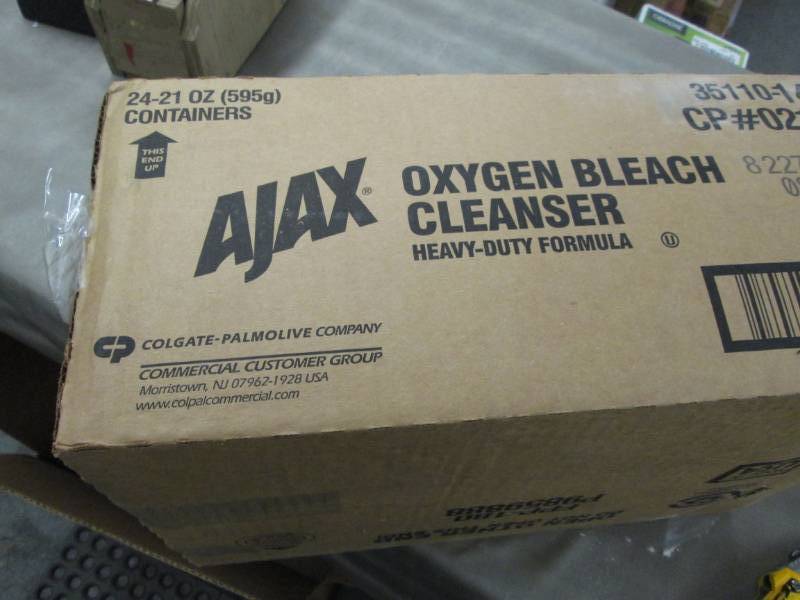 24-21 OZ (595g)
CONTAINERS
THIS
END
UP
AJAX®
OXYGEN BLEACH
CLEANSER
HEAVY-DUTY FORMULA Ⓤ
35110-1
CP#02
8227
CP COLGATE-PALMOLIVE COMPANY
COMMERCIAL CUSTOMER GROUP
Morristown, NJ 07962-1928 USA
www.colpalcommercial.com